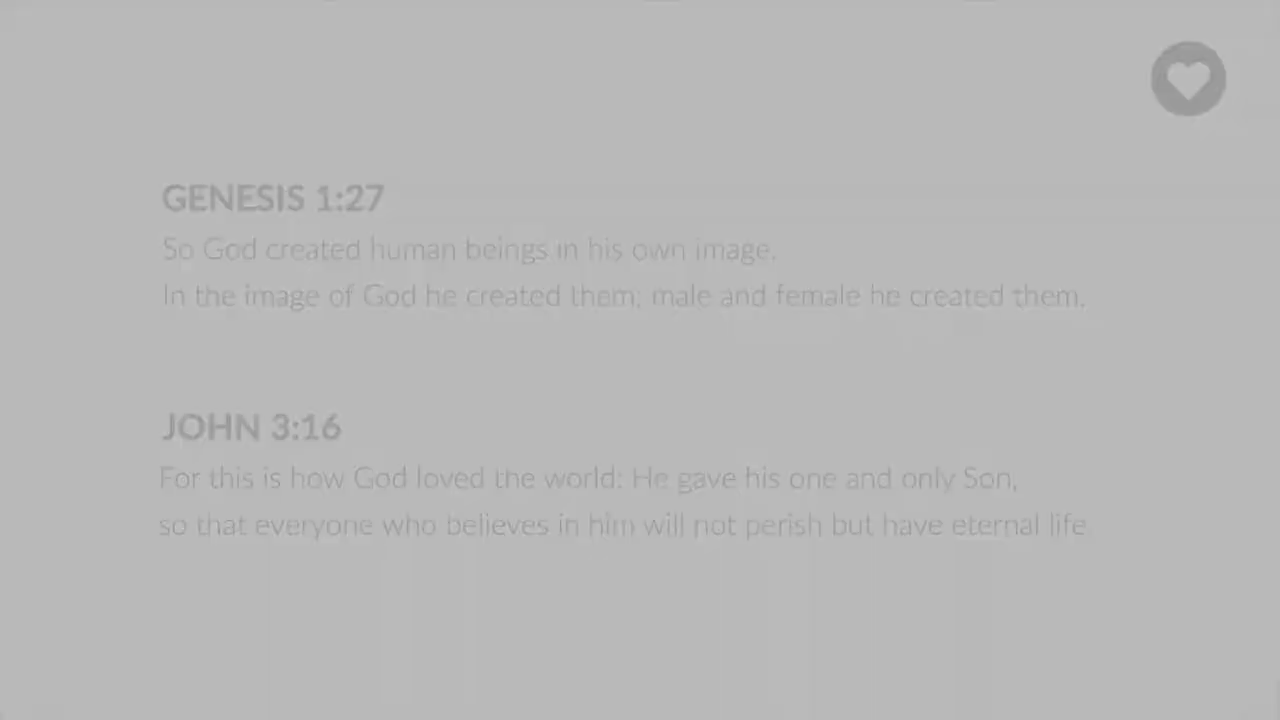 GENESIS 1:27
So God created human beings in his own image.
In the image of God he created them; male and female he created them.
JOHN 3:16
For this is how God loved the world: He gave his one and only Son,
so that everyone who believes in him will not perish but have eternal life